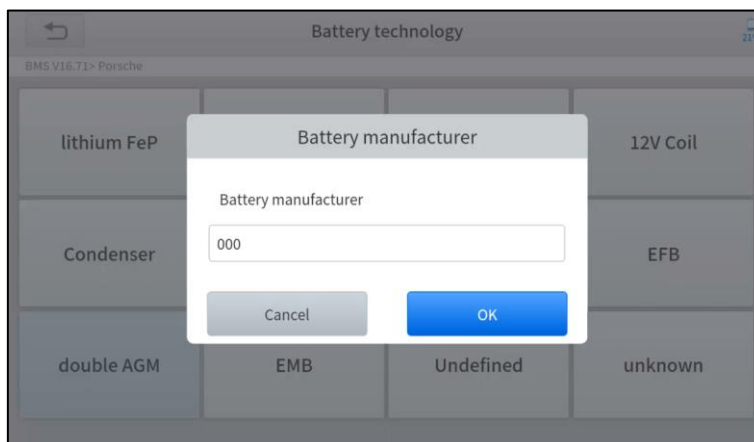 Battery technology
BMS V16.71> Porsche
lithium FeP
12V Coil
Battery manufacturer
Battery manufacturer
000
Condenser
EFB
Cancel
OK
double AGM
EMB
Undefined
unknown